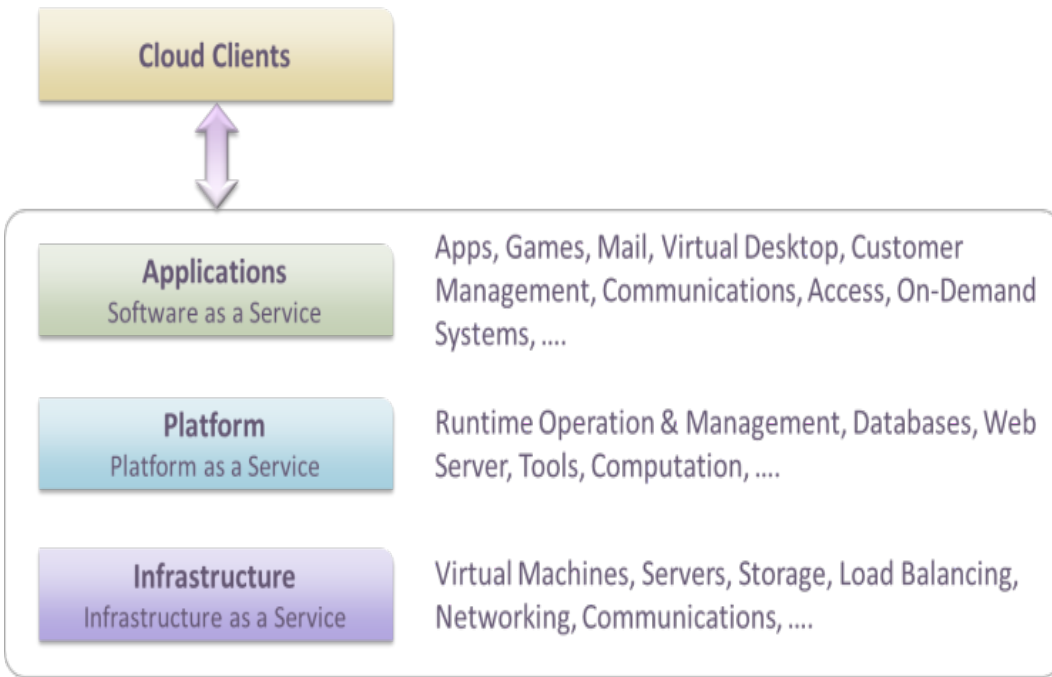 Cloud Clients
Applications
Software as a Service
Apps, Games, Mail, Virtual Desktop, Customer
Management, Communications, Access, On-Demand
Systems, ....
Platform
Platform as a Service
Runtime Operation & Management, Databases, Web
Server, Tools, Computation, ....
Infrastructure
Infrastructure as a Service
Virtual Machines, Servers, Storage, Load Balancing,
Networking, Communications, ....